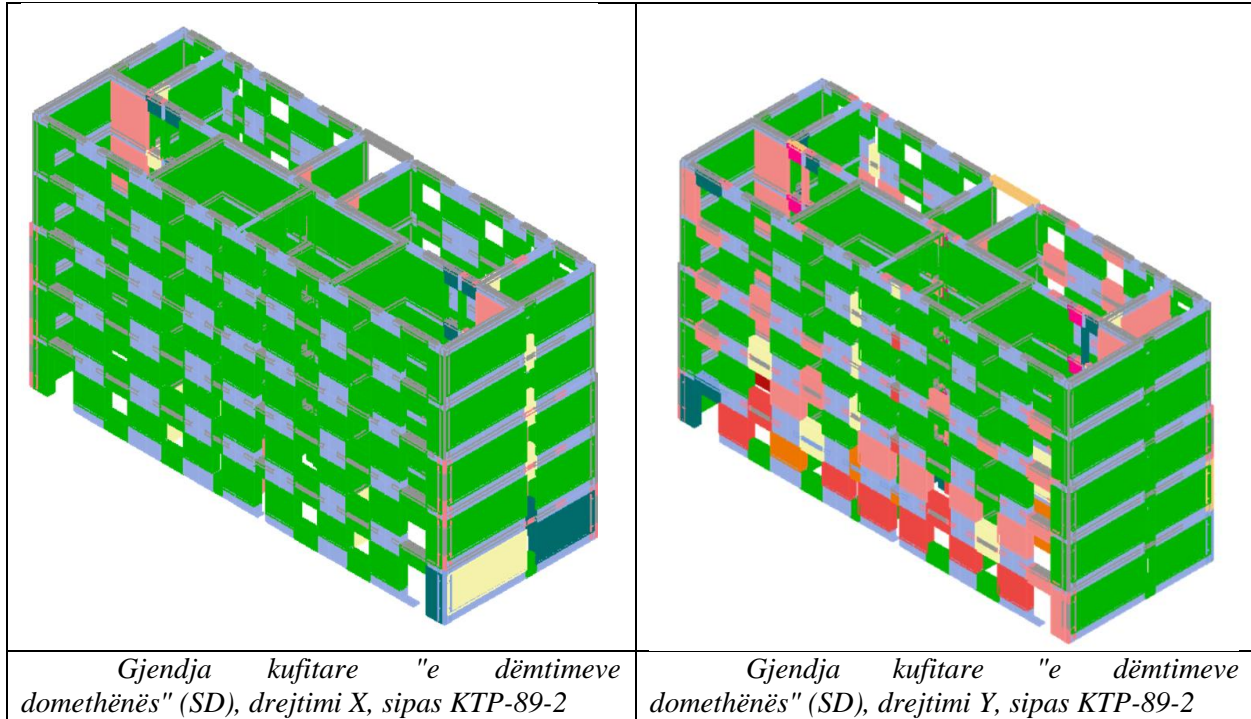 Gjendja kufitare "e dëmtimeve
domethënës" (SD), drejtimi X, sipas KTP-89-2
Gjendja kufitare "e dëmtimeve
domethënës" (SD), drejtimi Y, sipas KTP-89-2